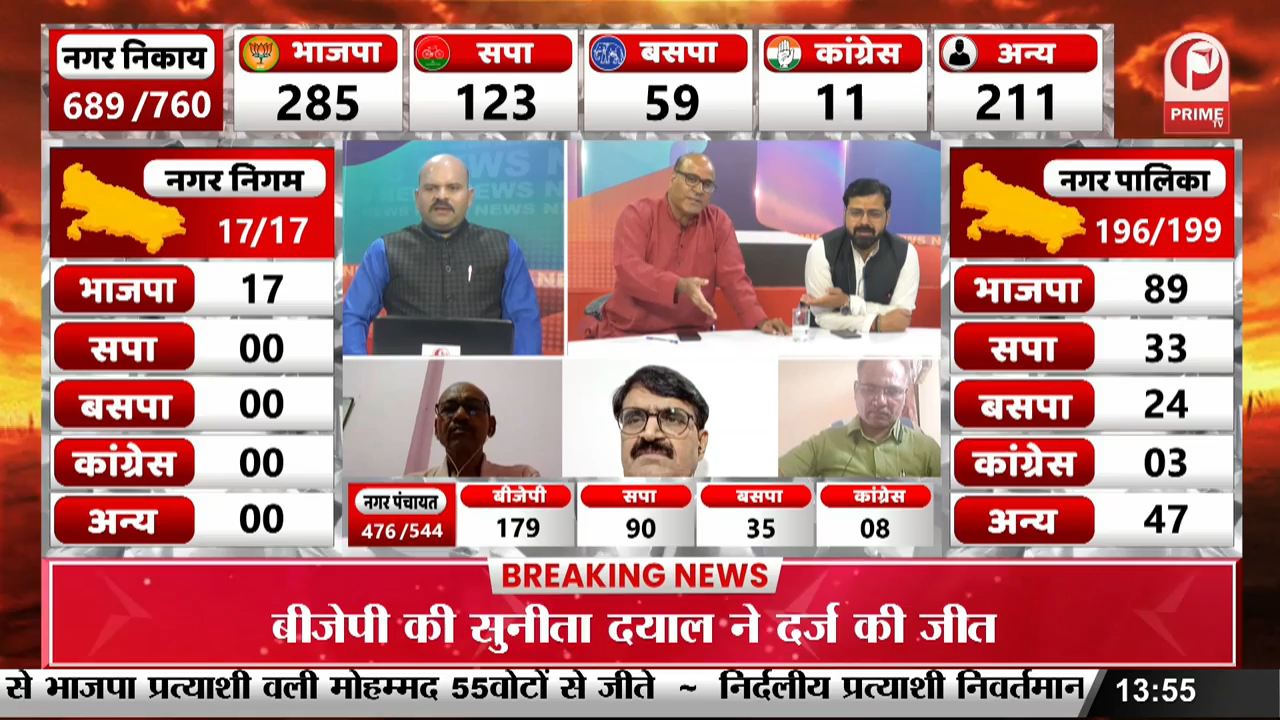 नगर निकाय
689 /760
भाजपा
285
सपा
123
बसपा
59
कांग्रेस
11
अन्य
211
PRIME
TV
नगर निगम
17/17
भाजपा 17
सपा 00
बसपा 00
कांग्रेस 00
अन्य 00
NEWS
नगर पालिका
196/199
भाजपा 89
सपा 33
बसपा 24
कांग्रेस 03
अन्य 47
नगर पंचायत
476/544
बीजेपी
179
सपा
90
बसपा
35
कांग्रेस
08
BREAKING NEWS
बीजेपी की सुनीता दयाल ने दर्ज की जीत
से भाजपा प्रत्याशी वली मोहम्मद 55वोटों से जीते ~ निर्दलीय प्रत्याशी निवर्तमान
13:55